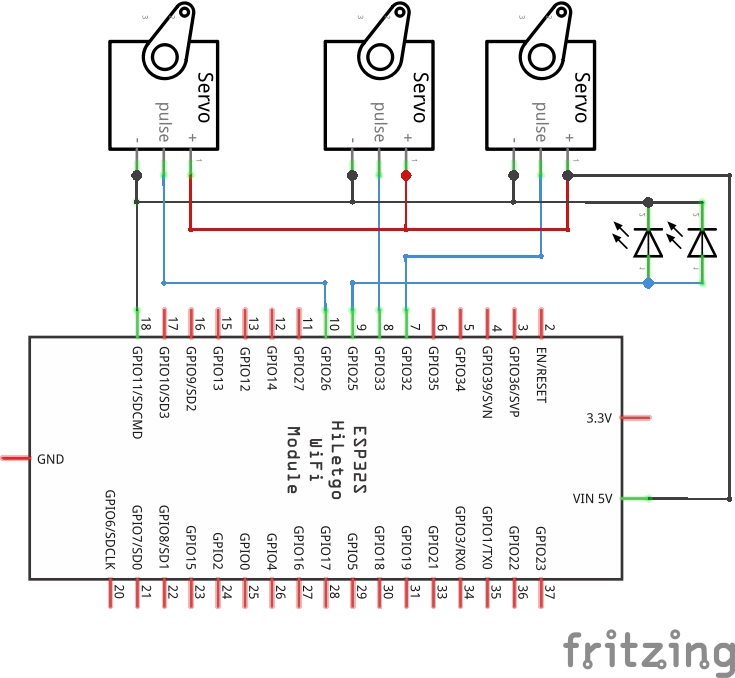 Servo
pulse
-
+
1
3
Servo
pulse
-
+
1
3
Servo
pulse
-
+
1
3
18 17 16 15 13 12 11 10 9 8 7 6 5 4 3 2
GPIO11/SDCMD
GPIO10/SD3
GPIO9/SD2
GPIO13
GPIO12
GPIO14
GPIO27
GPIO26
GPIO25
GPIO33
GPIO32
GPIO35
GPIO34
GPIO39/SVN
GPIO36/SVP
EN/RESET
ESP32S
HiLetgo
WiFi
Module
3.3V
GND
VIN 5V
GPIO6/SDCLK
GPIO7/SD0
GPIO8/SD1
GPIO15
GPIO2
GPIO0
GPIO4
GPIO16
GPIO17
GPIO5
GPIO18
GPIO19
GPIO21
GPIO3/RX0
GPIO1/TX0
GPIO22
GPIO23
20 21 22 23 24 25 26 27 28 29 30 31 33 34 35 36 37
fritzing